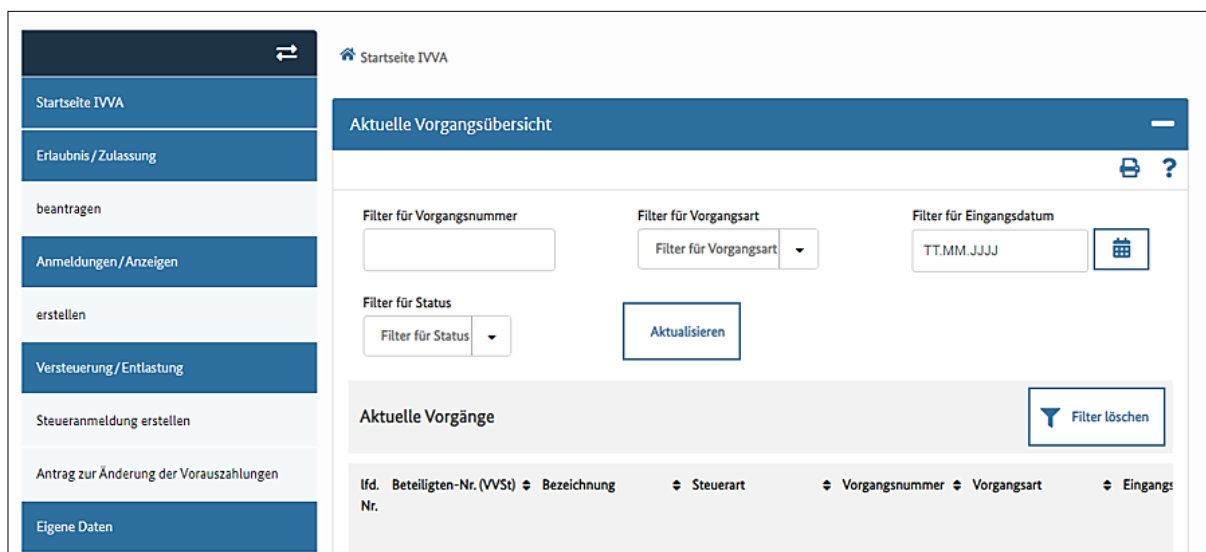 Startseite IVVA
Erlaubnis/Zulassung
beantragen
Anmeldungen/Anzeigen
erstellen
Versteuerung/Entlastung
Steueranmeldung erstellen
Antrag zur Änderung der Vorauszahlungen
Eigene Daten
Startseite IVVA
Aktuelle Vorgangsübersicht
?
Filter für Vorgangsnummer
Filter für Vorgangsart
Filter für Vorgangsart
Filter für Eingangsdatum
TT.MM.JJJJ
Filter für Status
Filter für Status
Aktualisieren
Aktuelle Vorgänge
Filter löschen
lfd. Nr.
Beteiligten-Nr. (VVSt)
Bezeichnung
Steuerart
Vorgangsnummer
Vorgangsart
Eingangs